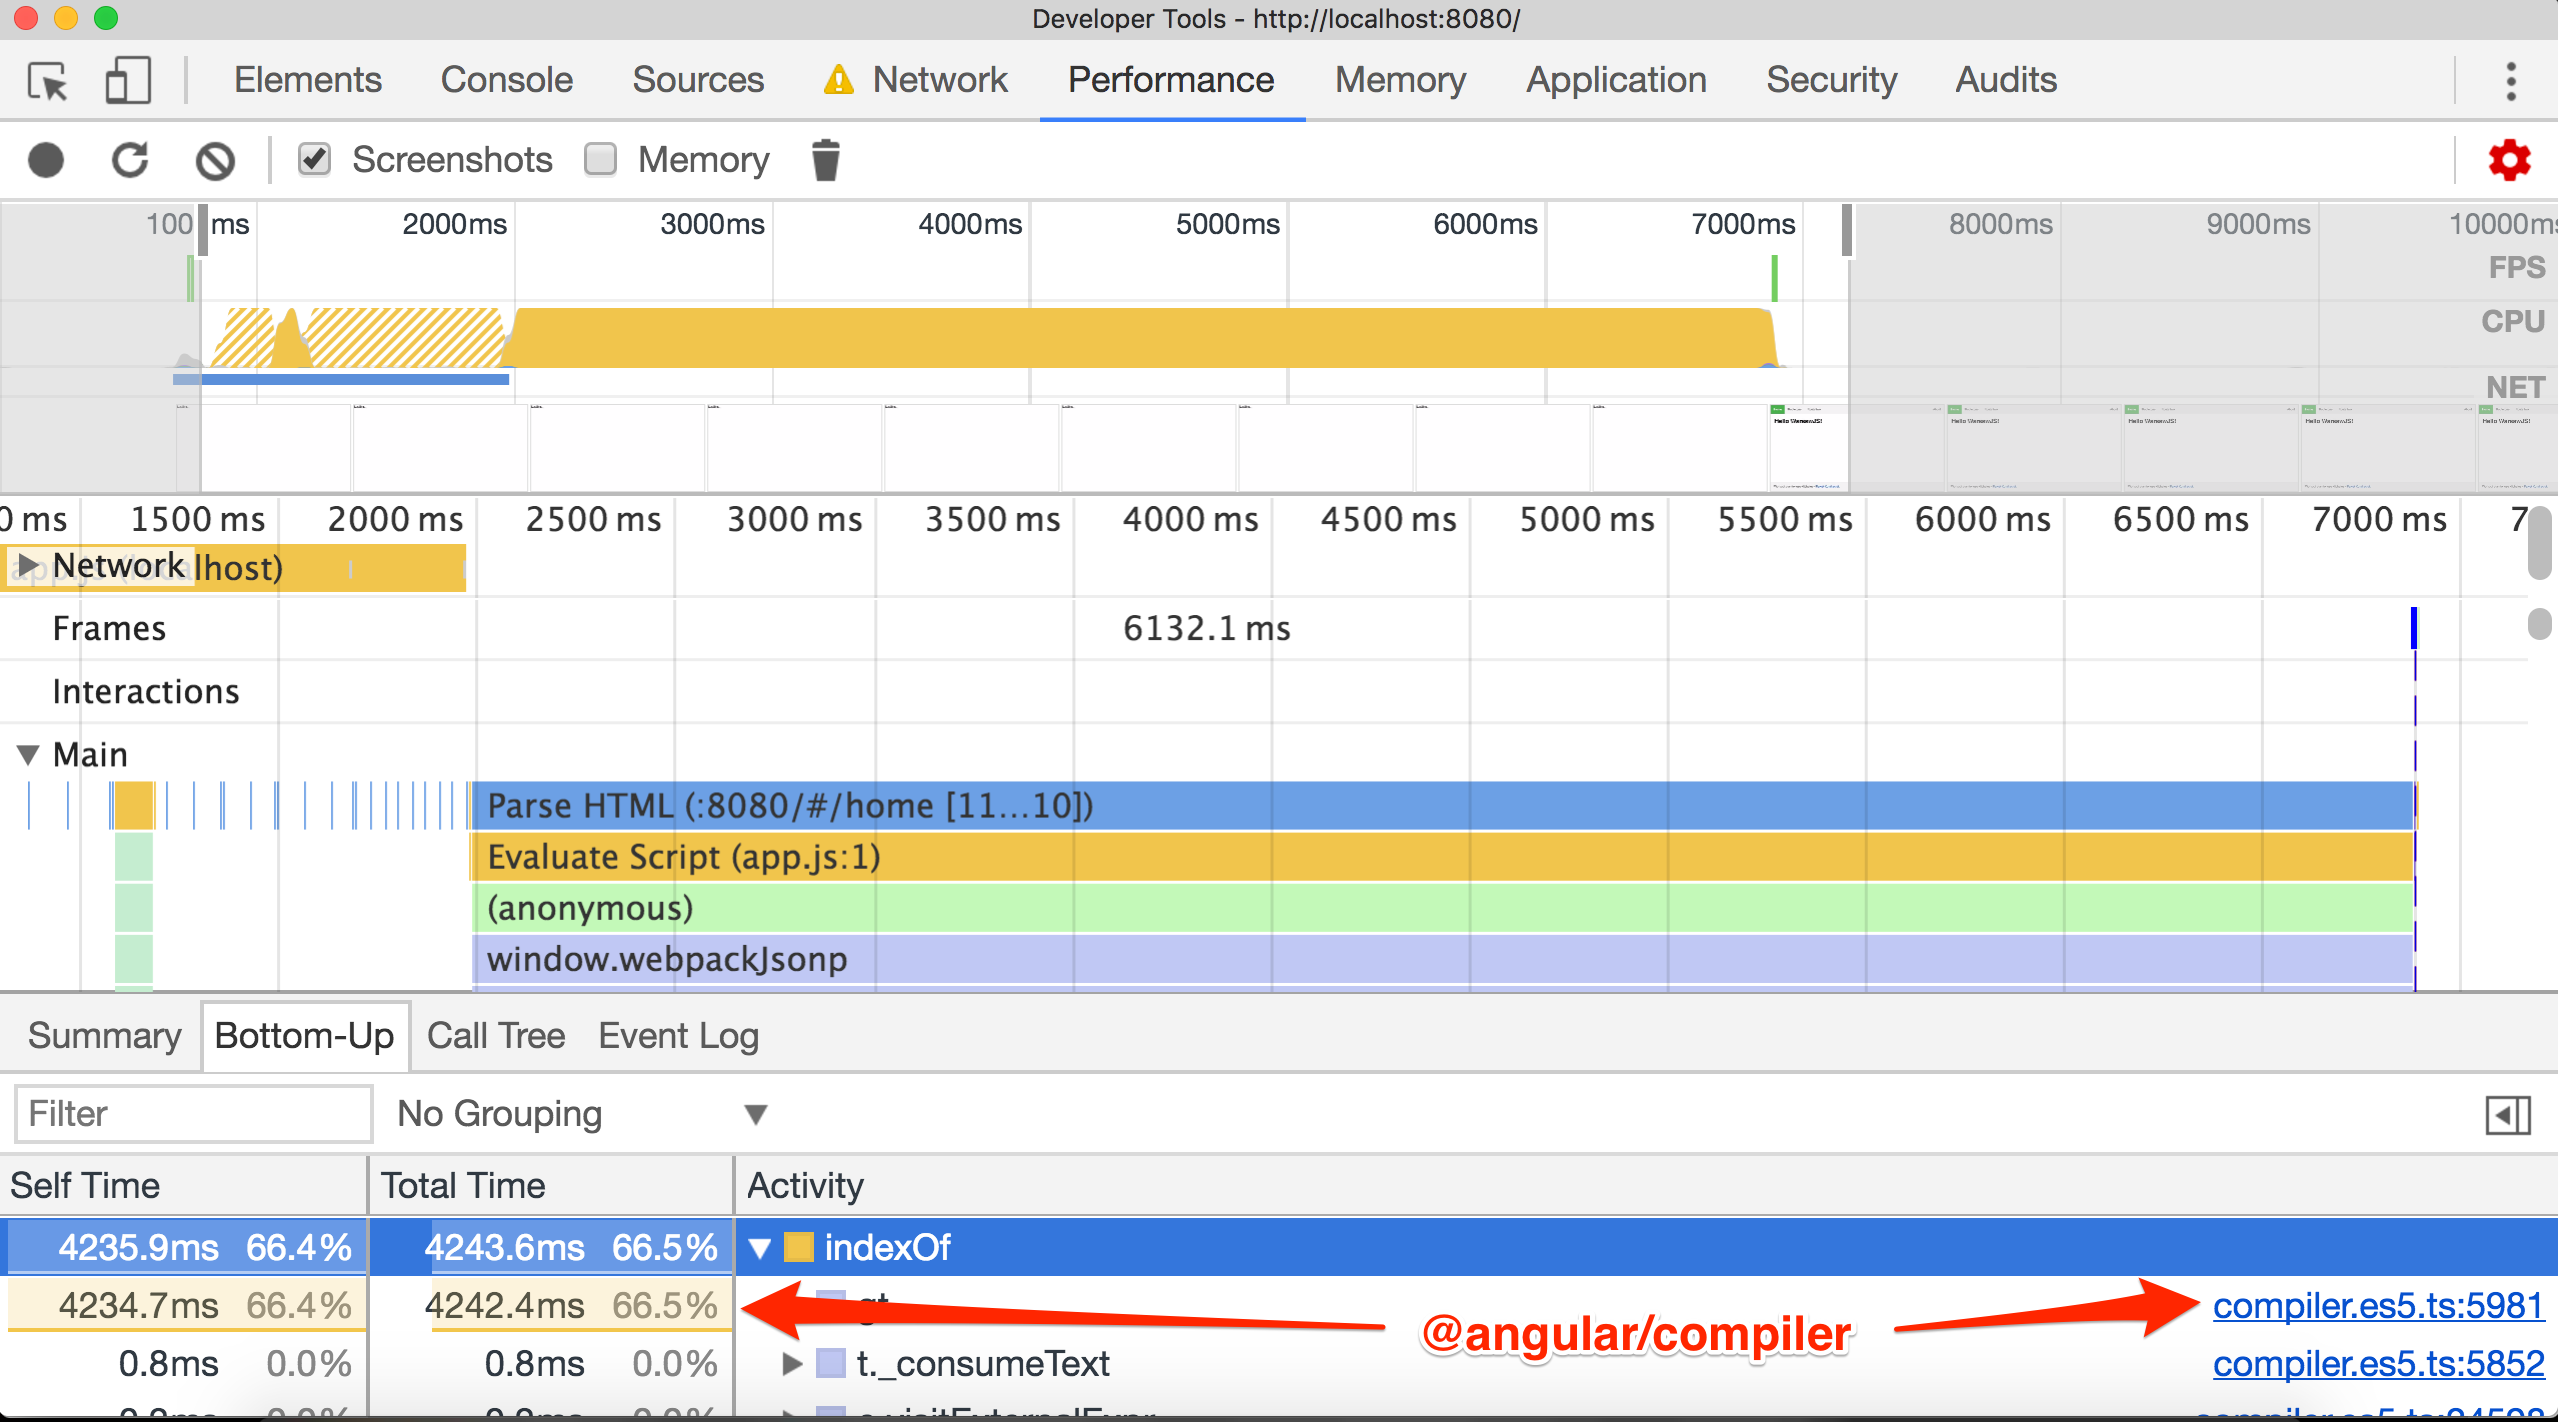 Developer Tools - http://localhost:8080/
Elements Console Sources Network Performance Memory Application Security Audits
Screenshots Memory
100 ms 2000ms 3000ms 4000ms 5000ms 6000ms 7000ms 8000ms 9000ms 10000ms
FPS
CPU
NET
0 ms 1500 ms 2000 ms 2500 ms 3000 ms 3500 ms 4000 ms 4500 ms 5000 ms 5500 ms 6000 ms 6500 ms 7000 ms 7
Network app.js (localhost)
Frames 6132.1 ms
Interactions
Main
Parse HTML (:8080/#/home [11…10])
Evaluate Script (app.js:1)
(anonymous)
window.webpackJsonp
Summary Bottom-Up Call Tree Event Log
Filter No Grouping
Self Time Total Time Activity
4235.9ms 66.4% 4243.6ms 66.5% indexOf
4234.7ms 66.4% 4242.4ms 66.5% gt compiler.es5.ts:5981
@angular/compiler
0.8ms 0.0% 0.8ms 0.0% t._consumeText compiler.es5.ts:5852